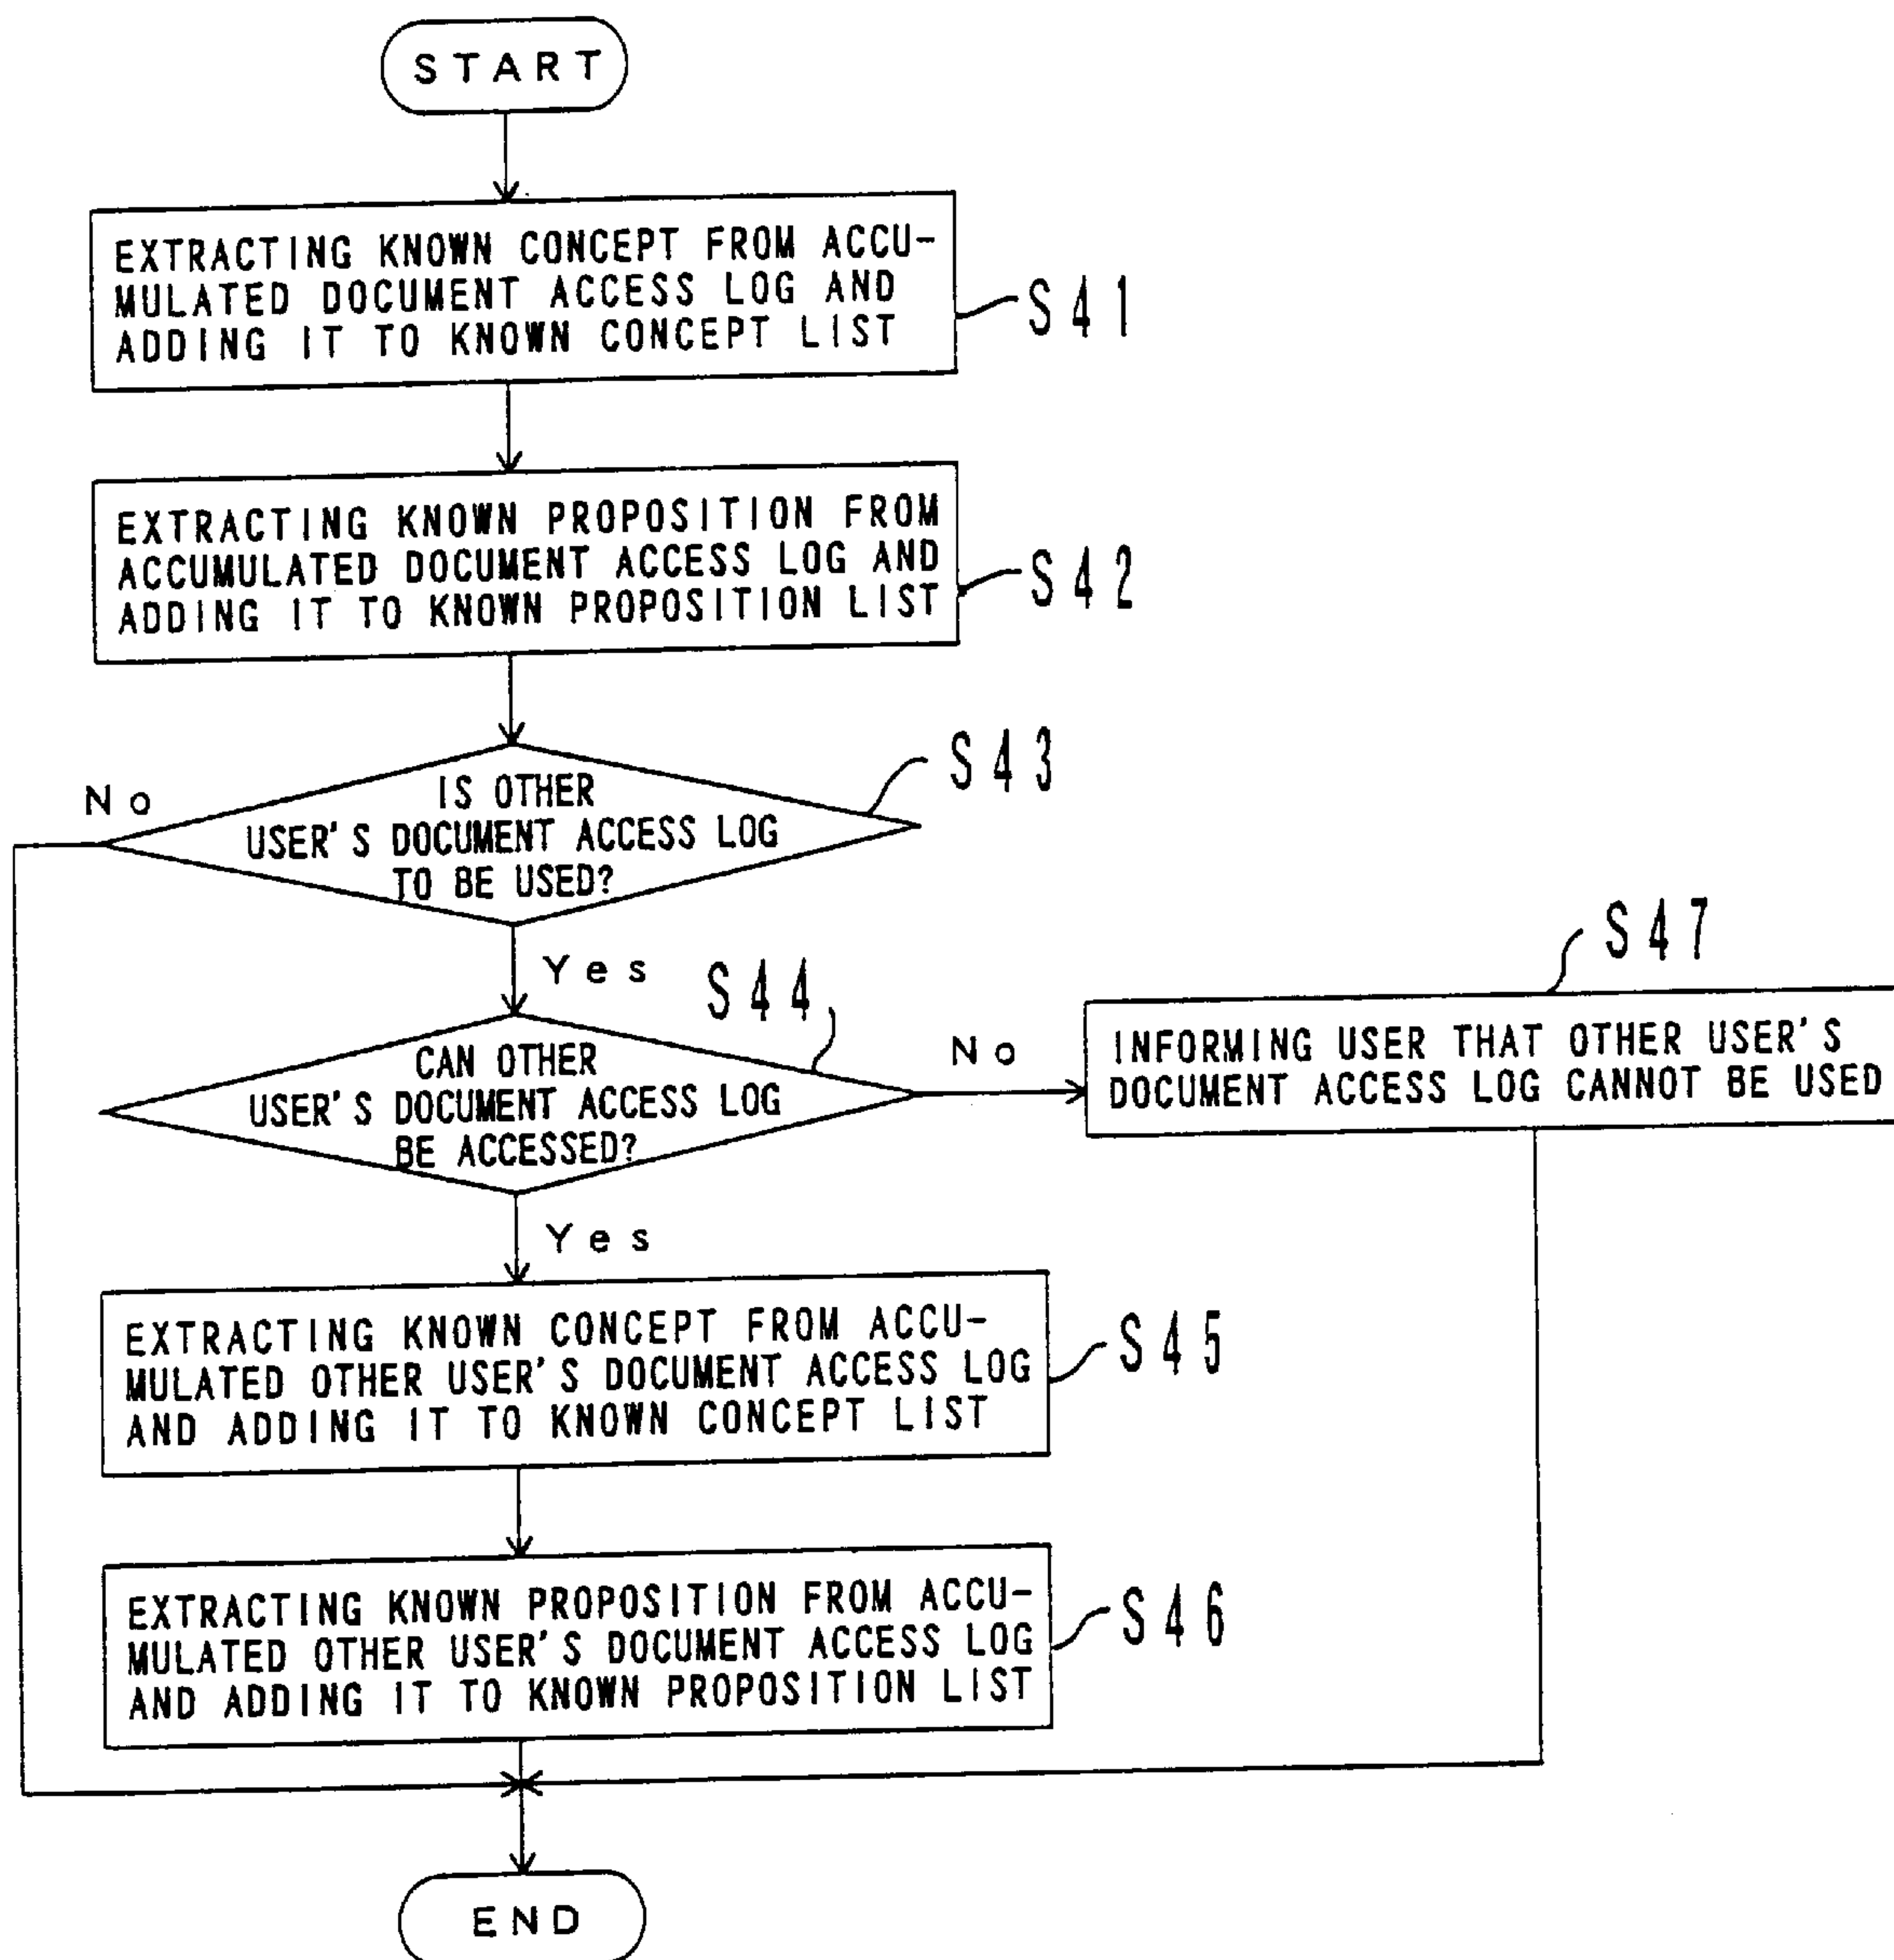 START
EXTRACTING KNOWN CONCEPT FROM ACCU-
MULATED DOCUMENT ACCESS LOG AND
ADDING IT TO KNOWN CONCEPT LIST
S41
EXTRACTING KNOWN PROPOSITION FROM
ACCUMULATED DOCUMENT ACCESS LOG AND
ADDING IT TO KNOWN PROPOSITION LIST
S42
S43
No
IS OTHER
USER'S DOCUMENT ACCESS LOG
TO BE USED?
Yes
S44
CAN OTHER
USER'S DOCUMENT ACCESS LOG
BE ACCESSED?
No
S47
INFORMING USER THAT OTHER USER'S
DOCUMENT ACCESS LOG CANNOT BE USED
Yes
EXTRACTING KNOWN CONCEPT FROM ACCU-
MULATED OTHER USER'S DOCUMENT ACCESS LOG
AND ADDING IT TO KNOWN CONCEPT LIST
S45
EXTRACTING KNOWN PROPOSITION FROM ACCU-
MULATED OTHER USER'S DOCUMENT ACCESS LOG
AND ADDING IT TO KNOWN PROPOSITION LIST
S46
END